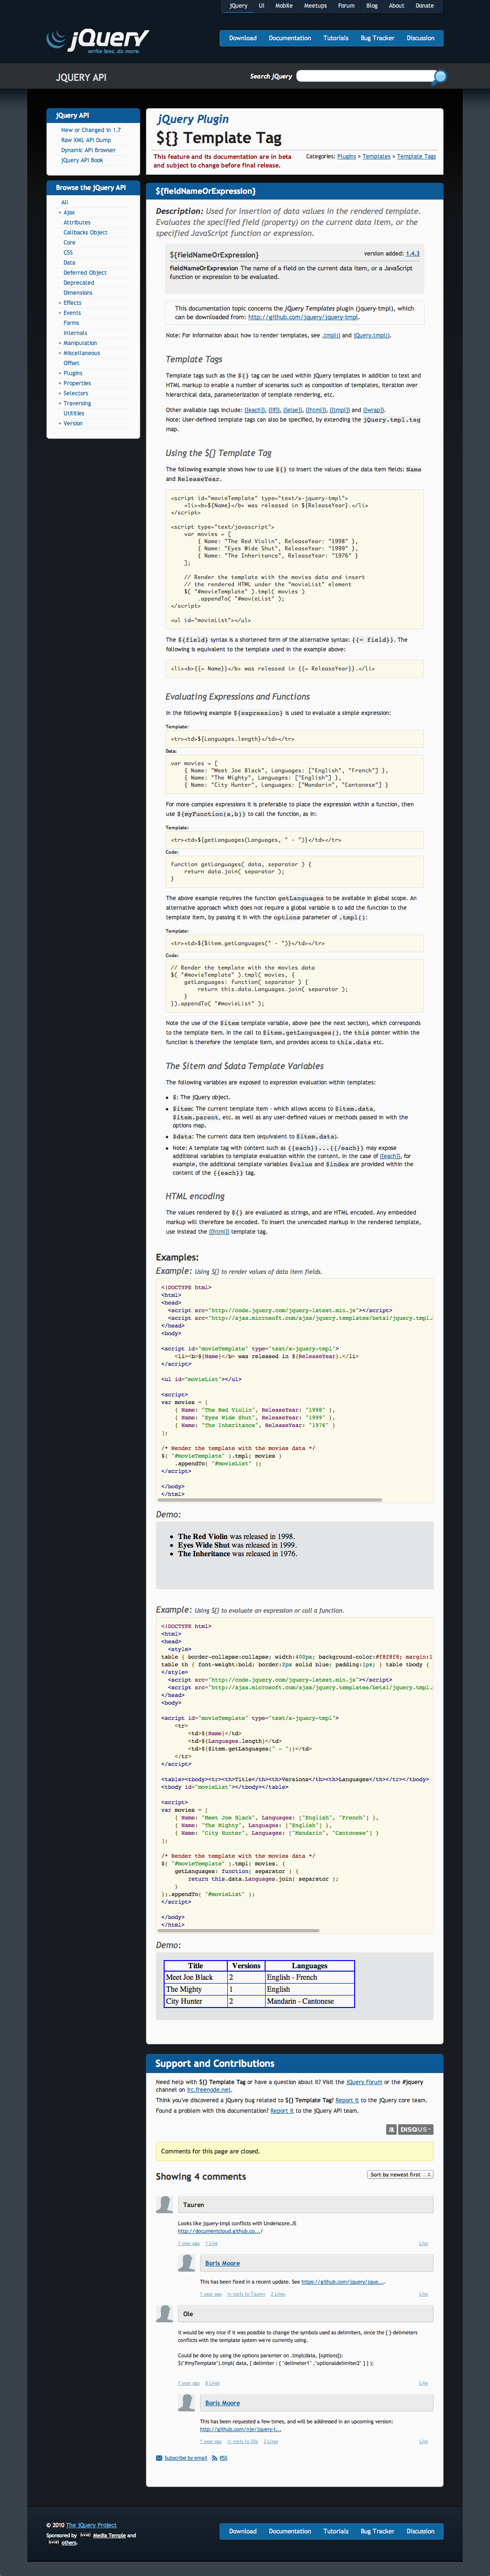 jQuery UI Mobile Meetups Forum Blog About Donate
jQuery
write less, do more.
Download Documentation Tutorials Bug Tracker Discussion
JQUERY API
Search jQuery
jQuery API
New or Changed in 1.7
Raw XML API Dump
Dynamic API Browser
jQuery API Book
Browse the jQuery API
All
+ Ajax
Attributes
Callbacks Object
Core
CSS
Data
Deferred Object
Deprecated
Dimensions
+ Effects
+ Events
Forms
Internals
+ Manipulation
+ Miscellaneous
Offset
+ Plugins
+ Properties
+ Selectors
+ Traversing
Utilities
+ Version
jQuery Plugin
${} Template Tag
This feature and its documentation are in beta
and subject to change before final release.
Categories: Plugins > Templates > Template Tags
${fieldNameOrExpression}
Description: Used for insertion of data values in the rendered template.
Evaluates the specified field (property) on the current data item, or the
specified JavaScript function or expression.
${fieldNameOrExpression}
version added: 1.4.3
fieldNameOrExpression The name of a field on the current data item, or a JavaScript
function or expression to be evaluated.
This documentation topic concerns the jQuery Templates plugin (jquery-tmpl), which
can be downloaded from: http://github.com/jquery/jquery-tmpl.
Note: For information about how to render templates, see .tmpl() and jQuery.tmpl().
Template Tags
Template tags such as the ${} tag can be used within jQuery templates in addition to text and
HTML markup to enable a number of scenarios such as composition of templates, iteration over
hierarchical data, parameterization of template rendering, etc.
Other available tags include: {{each}}, {{if}}, {{else}}, {{html}}, {{tmpl}} and {{wrap}}.
Note: User-defined template tags can also be specified, by extending the jQuery.tmpl.tag
map.
Using the ${} Template Tag
The following example shows how to use ${} to insert the values of the data item fields: Name
and ReleaseYear.
<script id="movieTemplate" type="text/x-jquery-tmpl">
<li><b>${Name}</b> was released in ${ReleaseYear}.</li>
</script>
<script type="text/javascript">
var movies = [
{ Name: "The Red Violin", ReleaseYear: "1998" },
{ Name: "Eyes Wide Shut", ReleaseYear: "1999" },
{ Name: "The Inheritance", ReleaseYear: "1976" }
];
// Render the template with the movies data and insert
// the rendered HTML under the "movieList" element
$( "#movieTemplate" ).tmpl( movies )
.appendTo( "#movieList" );
</script>
<ul id="movieList"></ul>
The ${field} syntax is a shortened form of the alternative syntax: {{= field}}. The
following is equivalent to the template used in the example above:
<li><b>{{= Name}}</b> was released in {{= ReleaseYear}}.</li>
Evaluating Expressions and Functions
In the following example ${expression} is used to evaluate a simple expression:
Template:
<tr><td>${Languages.length}</td></tr>
Data:
var movies = [
{ Name: "Meet Joe Black", Languages: ["English", "French"] },
{ Name: "The Mighty", Languages: ["English"] },
{ Name: "City Hunter", Languages: ["Mandarin", "Cantonese"] }
For more complex expressions it is preferable to place the expression within a function, then
use ${myFunction(a,b)} to call the function, as in:
Template:
<tr><td>${getLanguages(Languages, " - ")}</td></tr>
Code:
function getLanguages( data, separator ) {
return data.join( separator );
}
The above example requires the function getLanguages to be available in global scope. An
alternative approach which does not require a global variable is to add the function to the
template item, by passing it in with the options parameter of .tmpl():
Template:
<tr><td>${$item.getLanguages(" - ")}</td></tr>
Code:
// Render the template with the movies data
$( "#movieTemplate" ).tmpl( movies, {
getLanguages: function( separator ) {
return this.data.Languages.join( separator );
}
}).appendTo( "#movieList" );
Note the use of the $item template variable, above (see the next section), which corresponds
to the template item. In the call to $item.getLanguages(), the this pointer within the
function is therefore the template item, and provides access to this.data etc.
The $item and $data Template Variables
The following variables are exposed to expression evaluation within templates:
$: The jQuery object.
$item: The current template item - which allows access to $item.data,
$item.parent, etc. as well as any user-defined values or methods passed in with the
options map.
$data: The current data item (equivalent to $item.data).
Note: A template tag with content such as {{each}}...{{/each}} may expose
additional variables to template evaluation within the content. In the case of {{each}}, for
example, the additional template variables $value and $index are provided within the
content of the {{each}} tag.
HTML encoding
The values rendered by ${} are evaluated as strings, and are HTML encoded. Any embedded
markup will therefore be encoded. To insert the unencoded markup in the rendered template,
use instead the {{html}} template tag.
Examples:
Example: Using ${} to render values of data item fields.
<!DOCTYPE html>
<html>
<head>
<script src="http://code.jquery.com/jquery-latest.min.js"></script>
<script src="http://ajax.microsoft.com/ajax/jquery.templates/beta1/jquery.tmpl.
</head>
<body>
<script id="movieTemplate" type="text/x-jquery-tmpl">
<li><b>${Name}</b> was released in ${ReleaseYear}.</li>
</script>
<ul id="movieList"></ul>
<script>
var movies = [
{ Name: "The Red Violin", ReleaseYear: "1998" },
{ Name: "Eyes Wide Shut", ReleaseYear: "1999" },
{ Name: "The Inheritance", ReleaseYear: "1976" }
];
/* Render the template with the movies data */
$( "#movieTemplate" ).tmpl( movies )
.appendTo( "#movieList" );
</script>
</body>
</html>
Demo:
The Red Violin was released in 1998.
Eyes Wide Shut was released in 1999.
The Inheritance was released in 1976.
Example: Using ${} to evaluate an expression or call a function.
<!DOCTYPE html>
<html>
<head>
<style>
table { border-collapse:collapse; width:400px; background-color:#f8f8f8; margin:1
table th { font-weight:bold; border:2px solid blue; padding:1px; } table tbody {
</style>
<script src="http://code.jquery.com/jquery-latest.min.js"></script>
<script src="http://ajax.microsoft.com/ajax/jquery.templates/beta1/jquery.tmpl.
</head>
<body>
<script id="movieTemplate" type="text/x-jquery-tmpl">
<tr>
<td>${Name}</td>
<td>${Languages.length}</td>
<td>${$item.getLanguages(" - ")}</td>
</tr>
</script>
<table><tbody><tr><th>Title</th><th>Versions</th><th>Languages</th></tr></tbody>
<tbody id="movieList"></tbody></table>
<script>
var movies = [
{ Name: "Meet Joe Black", Languages: ["English", "French"] },
{ Name: "The Mighty", Languages: ["English"] },
{ Name: "City Hunter", Languages: ["Mandarin", "Cantonese"] }
];
/* Render the template with the movies data */
$( "#movieTemplate" ).tmpl( movies, {
getLanguages: function( separator ) {
return this.data.Languages.join( separator );
}
}).appendTo( "#movieList" );
</script>
</body>
</html>
Demo:
Title Versions Languages
Meet Joe Black 2 English - French
The Mighty 1 English
City Hunter 2 Mandarin - Cantonese
Support and Contributions
Need help with ${} Template Tag or have a question about it? Visit the jQuery Forum or the #jquery
channel on irc.freenode.net.
Think you've discovered a jQuery bug related to ${} Template Tag? Report it to the jQuery core team.
Found a problem with this documentation? Report it to the jQuery API team.
DISQUS
Comments for this page are closed.
Showing 4 comments
Sort by newest first
Tauren
Looks like jquery-tmpl conflicts with Underscore.JS
http://documentcloud.github.co.../
1 year ago 1 Like Like
Boris Moore
This has been fixed in a recent update. See https://github.com/jquery/jque....
1 year ago in reply to Tauren 2 Likes Like
Ole
It would be very nice if it was possible to change the symbols used as delimiters, since the { }-delimeters
conflicts with the template system we're currently using.
Could be done by using the options paramter on .tmpl(data, [options]):
$("#myTemplate").tmpl( data, { delimiter : [ "delimeter1" ,"optionaldelimiter2" ] } );
1 year ago 8 Likes Like
Boris Moore
This has been requested a few times, and will be addressed in an upcoming version:
http://github.com/nje/jquery-t...
1 year ago in reply to Ole 2 Likes Like
Subscribe by email RSS
© 2010 The jQuery Project
Sponsored by (mt) Media Temple and
others.
Download Documentation Tutorials Bug Tracker Discussion